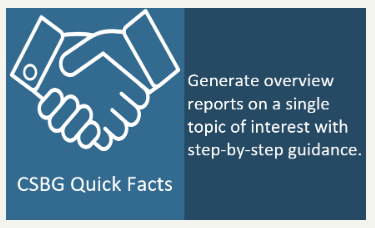 CSBG Quick Facts
Generate overview
reports on a single
topic of interest with
step-by-step guidance.